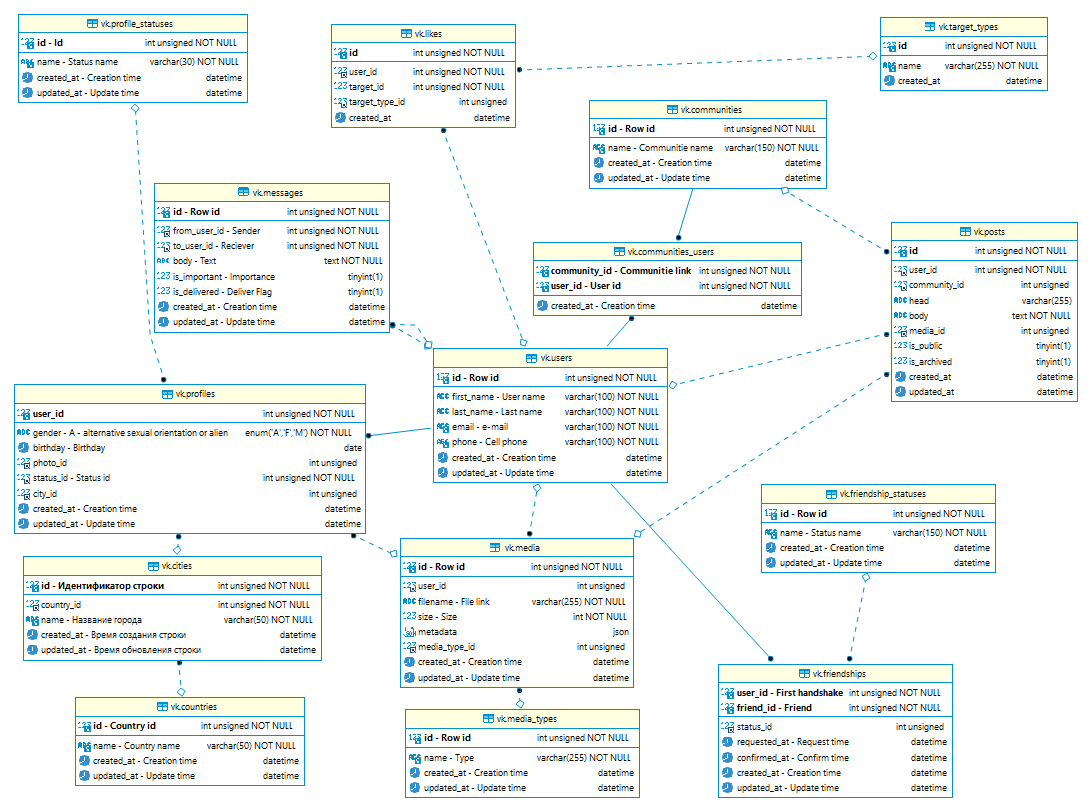 vk.profile_statuses
id - Id int unsigned NOT NULL
name - Status name varchar(30) NOT NULL
created_at - Creation time datetime
updated_at - Update time datetime
vk.likes
id int unsigned NOT NULL
user_id int unsigned NOT NULL
target_id int unsigned NOT NULL
target_type_id int unsigned
created_at datetime
vk.target_types
id int unsigned NOT NULL
name varchar(255) NOT NULL
created_at datetime
vk.communities
id - Row id int unsigned NOT NULL
name - Communitie name varchar(150) NOT NULL
created_at - Creation time datetime
updated_at - Update time datetime
vk.messages
id - Row id int unsigned NOT NULL
from_user_id - Sender int unsigned NOT NULL
to_user_id - Reciever int unsigned NOT NULL
body - Text text NOT NULL
is_important - Importance tinyint(1)
is_delivered - Deliver Flag tinyint(1)
created_at - Creation time datetime
updated_at - Update time datetime
vk.communities_users
community_id - Communitie link int unsigned NOT NULL
user_id - User id int unsigned NOT NULL
created_at - Creation time datetime
vk.posts
id int unsigned NOT NULL
user_id int unsigned NOT NULL
community_id int unsigned
head varchar(255)
body text NOT NULL
media_id int unsigned
is_public tinyint(1)
is_archived tinyint(1)
created_at datetime
updated_at datetime
vk.users
id - Row id int unsigned NOT NULL
first_name - User name varchar(100) NOT NULL
last_name - Last name varchar(100) NOT NULL
email - e-mail varchar(100) NOT NULL
phone - Cell phone varchar(100) NOT NULL
created_at - Creation time datetime
updated_at - Update time datetime
vk.profiles
user_id int unsigned NOT NULL
gender - A - alternative sexual orientation or alien enum('A','F','M') NOT NULL
birthday - Birthday date
photo_id int unsigned
status_id - Status id int unsigned NOT NULL
city_id int unsigned
created_at - Creation time datetime
updated_at - Update time datetime
vk.friendship_statuses
id - Row id int unsigned NOT NULL
name - Status name varchar(150) NOT NULL
created_at - Creation time datetime
updated_at - Update time datetime
vk.media
id - Row id int unsigned NOT NULL
user_id int unsigned
filename - File link varchar(255) NOT NULL
size - Size int NOT NULL
metadata json
media_type_id int unsigned
created_at - Creation time datetime
updated_at - Update time datetime
vk.cities
id - Идентификатор строки int unsigned NOT NULL
country_id int unsigned NOT NULL
name - Название города varchar(50) NOT NULL
created_at - Время создания строки datetime
updated_at - Время обновления строки datetime
vk.friendships
user_id - First handshake int unsigned NOT NULL
friend_id - Friend int unsigned NOT NULL
status_id int unsigned
requested_at - Request time datetime
confirmed_at - Confirm time datetime
created_at - Creation time datetime
updated_at - Update time datetime
vk.countries
id - Country id int unsigned NOT NULL
name - Country name varchar(50) NOT NULL
created_at - Creation time datetime
updated_at - Update time datetime
vk.media_types
id - Row id int unsigned NOT NULL
name - Type varchar(255) NOT NULL
created_at - Creation time datetime
updated_at - Update time datetime